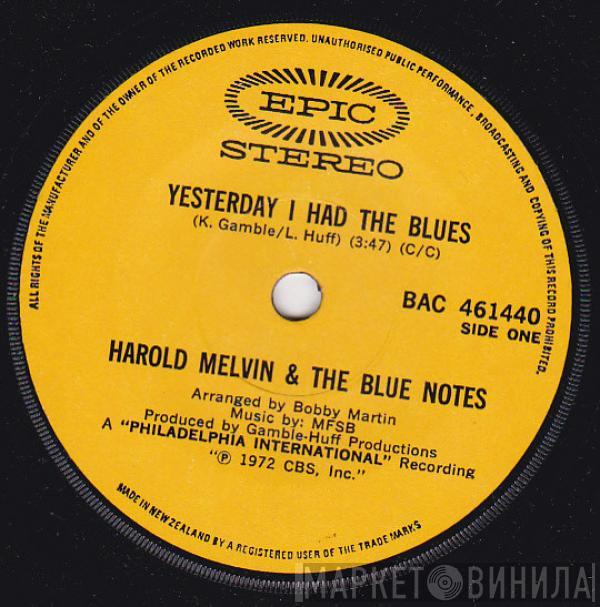 ALL RIGHTS OF THE MANUFACTURER AND OF THE OWNER OF THE RECORDED WORK RESERVED. UNAUTHORISED PUBLIC PERFORMANCE, BROADCASTING AND COPYING OF THIS RECORD PROHIBITED.
EPIC
STEREO
YESTERDAY I HAD THE BLUES
(K. Gamble/L. Huff) (3:47) (C/C)
BAC 461440
SIDE ONE
HAROLD MELVIN & THE BLUE NOTES
Arranged by Bobby Martin
Music by: MFSB
Produced by Gamble-Huff Productions
A "PHILADELPHIA INTERNATIONAL" Recording
"℗ 1972 CBS, Inc."
MADE IN NEW ZEALAND BY A REGISTERED USER OF THE TRADE MARKS
МАРКЕТ ВИНИЛА